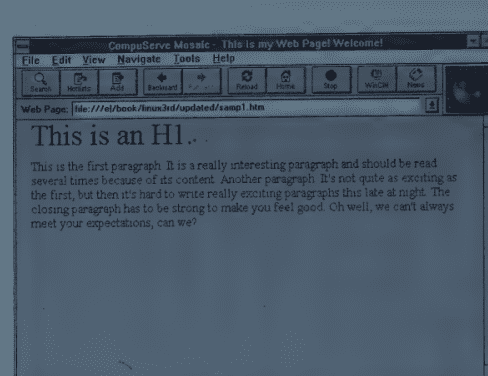 CompuServe Mosaic - This is my Web Page! Welcome!
File Edit View Navigate Tools Help
Search Hotlists Add Backward Reload Home Stop WinCIM News
Web Page: file:///e|/book/linux3rd/updated/samp1.htm
This is an H1.
This is the first paragraph. It is a really interesting paragraph and should be read
several times because of its content. Another paragraph. It's not quite as exciting as
the first, but then it's hard to write really exciting paragraphs this late at night. The
closing paragraph has to be strong to make you feel good. Oh well, we can't always
meet your expectations, can we?